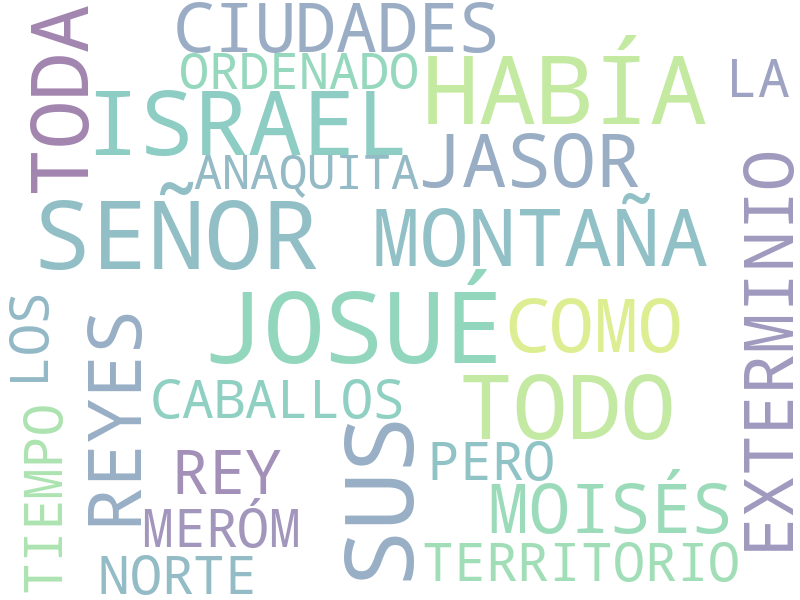 TODA
CIUDADES
ORDENADO
HABÍA
LA
ISRAEL
JASOR
ANAQUITA
SEÑOR
MONTAÑA
EXTERMINIO
JOSUÉ
COMO
LOS
REYES
CABALLOS
TODO
TIEMPO
SUS
REY
PERO
MOISÉS
MERÓM
TERRITORIO
NORTE